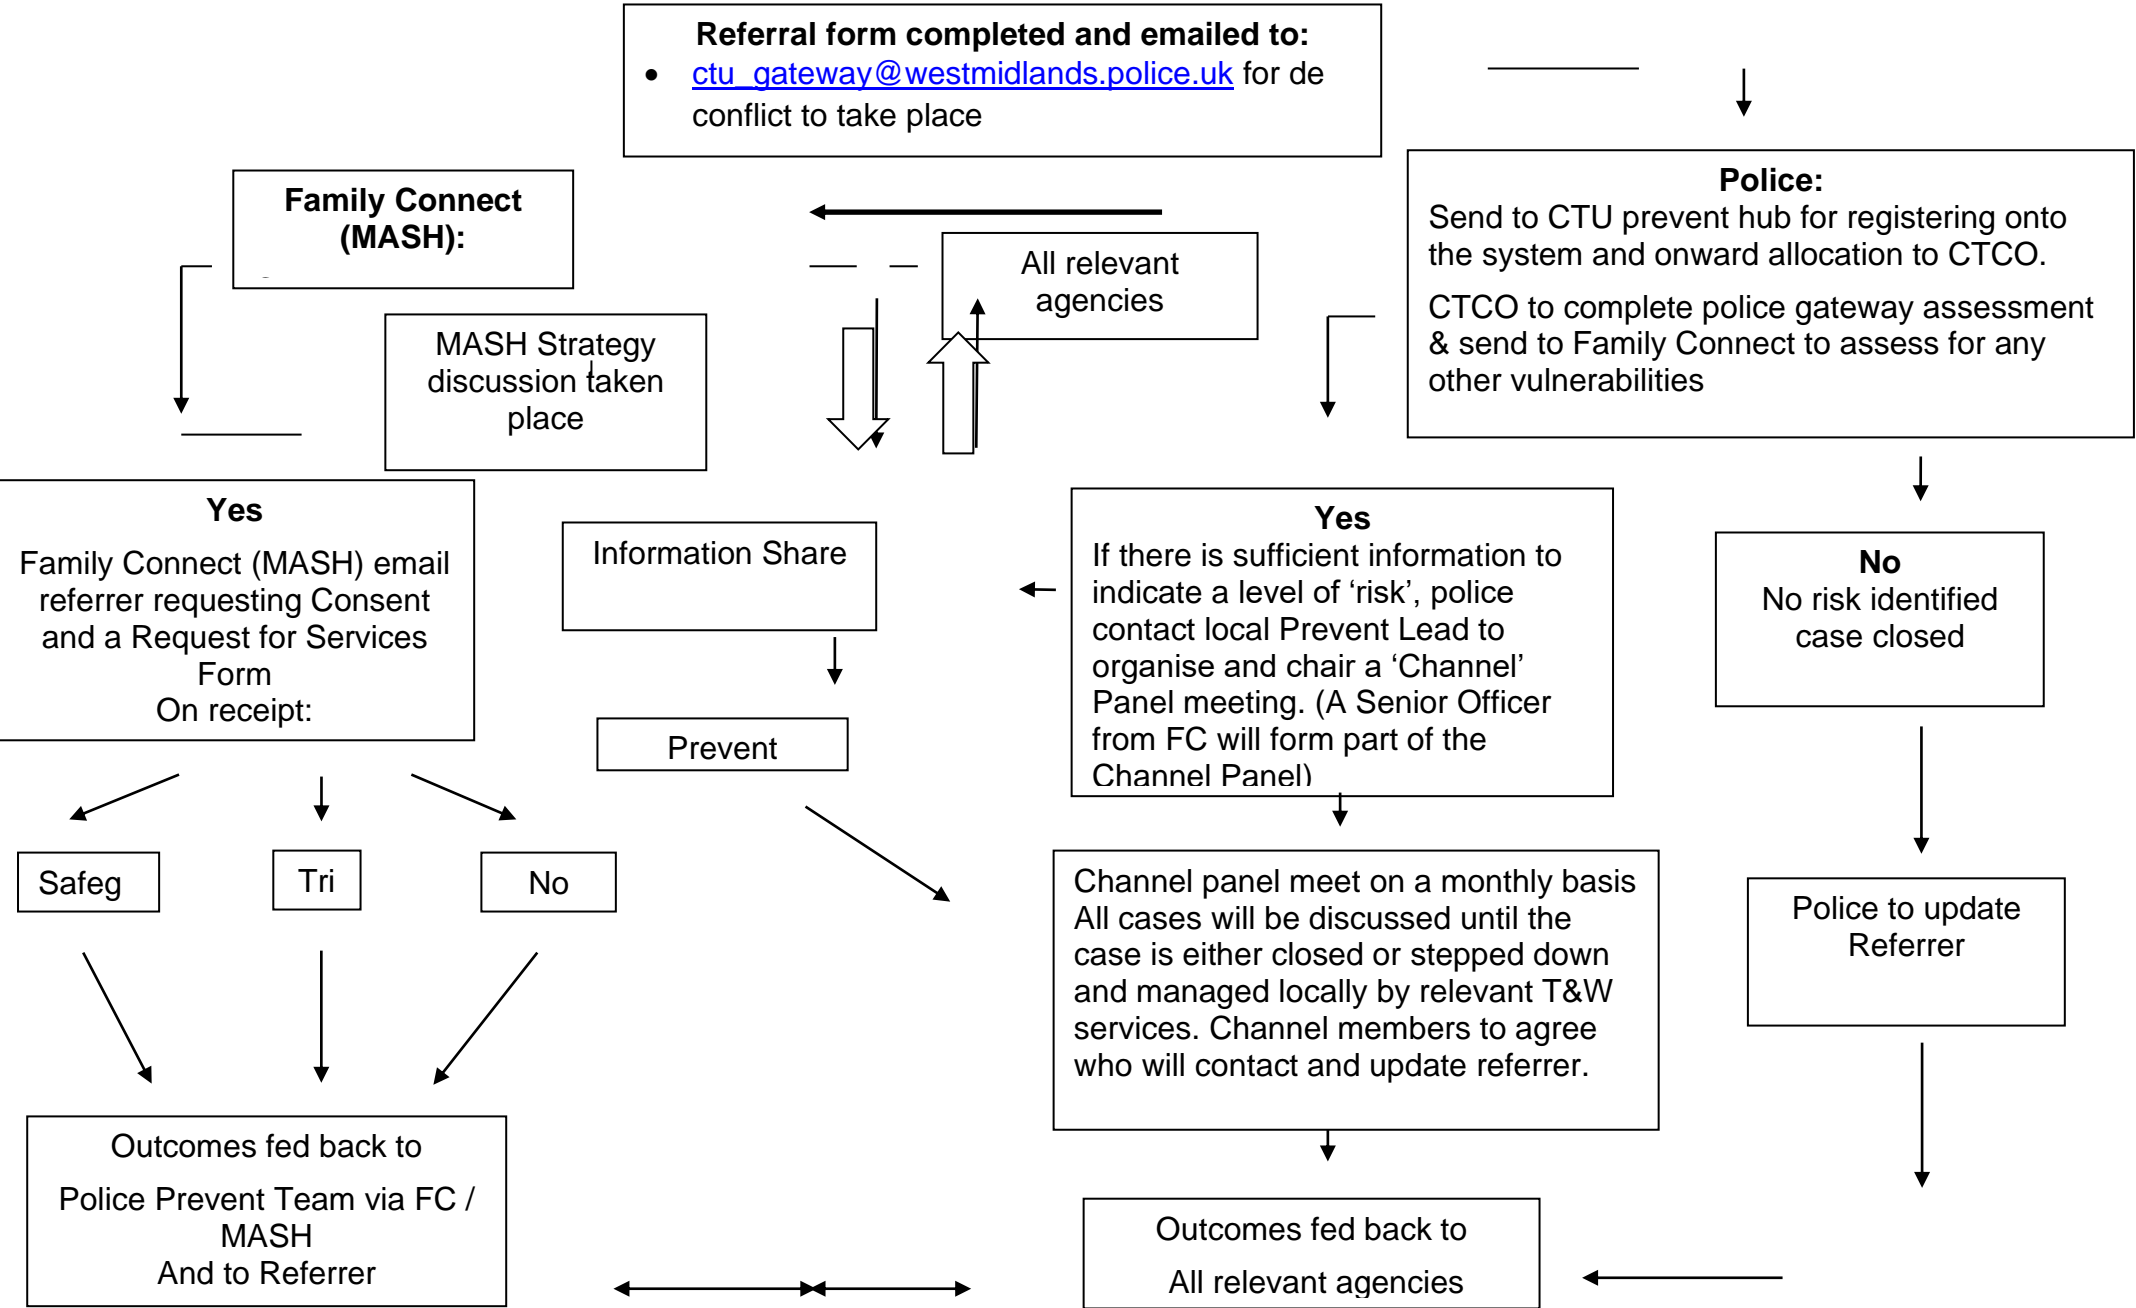 Referral form completed and emailed to:
• ctu_gateway@westmidlands.police.uk for de
conflict to take place
Family Connect
(MASH):
All relevant
agencies
Police:
Send to CTU prevent hub for registering onto
the system and onward allocation to CTCO.
CTCO to complete police gateway assessment
& send to Family Connect to assess for any
other vulnerabilities
MASH Strategy
discussion taken
place
Yes
Family Connect (MASH) email
referrer requesting Consent
and a Request for Services
Form
On receipt:
Information Share
Yes
If there is sufficient information to
indicate a level of ‘risk’, police
contact local Prevent Lead to
organise and chair a ‘Channel’
Panel meeting. (A Senior Officer
from FC will form part of the
Channel Panel)
No
No risk identified
case closed
Prevent
Safeg
Tri
No
Channel panel meet on a monthly basis
All cases will be discussed until the
case is either closed or stepped down
and managed locally by relevant T&W
services. Channel members to agree
who will contact and update referrer.
Police to update
Referrer
Outcomes fed back to
Police Prevent Team via FC /
MASH
And to Referrer
Outcomes fed back to
All relevant agencies